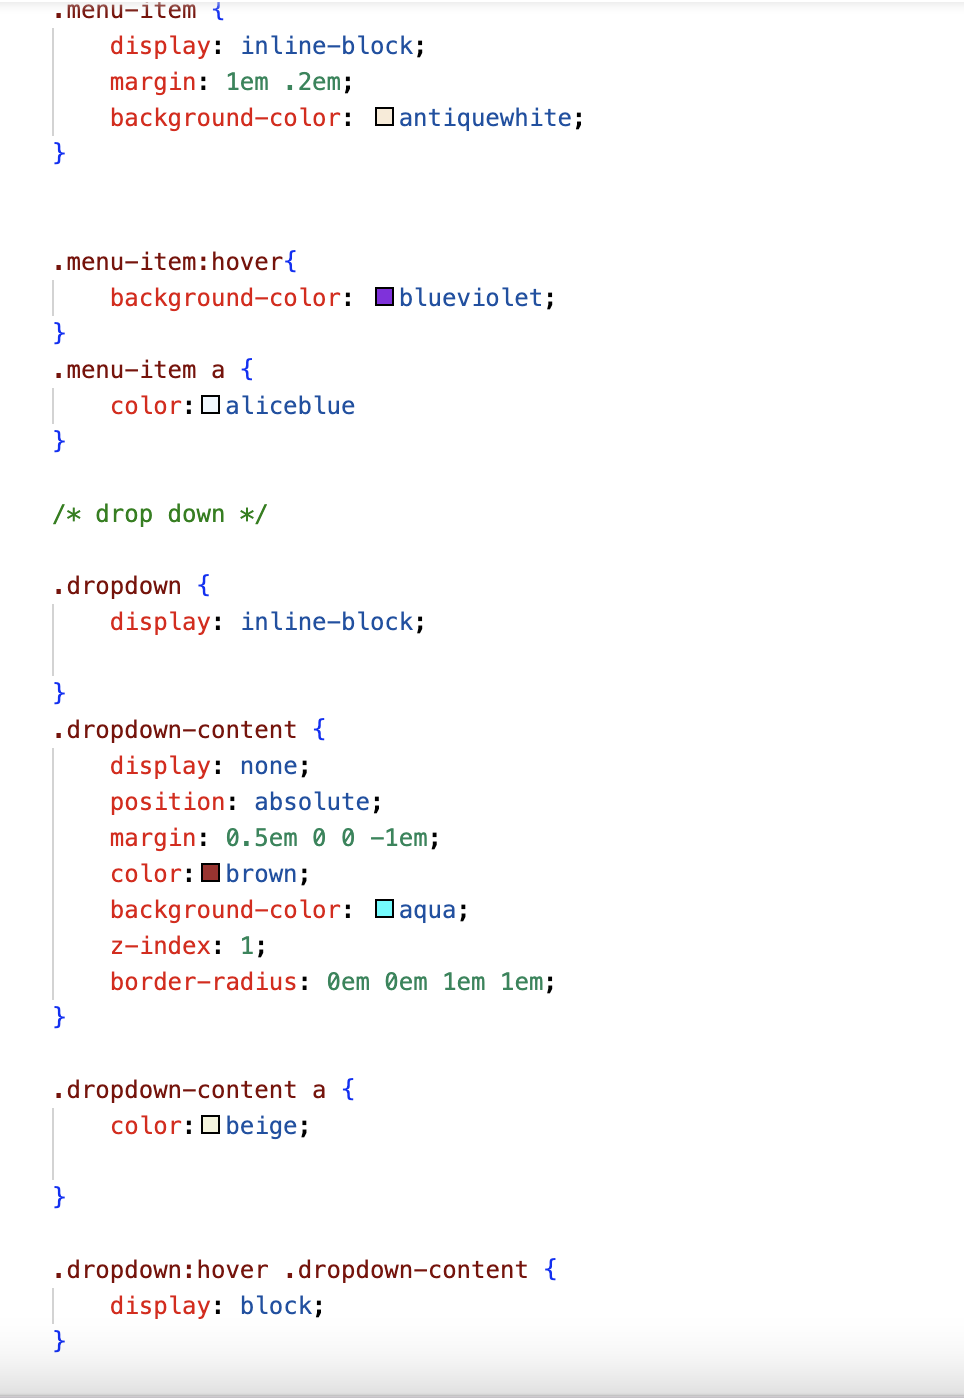 .menu-item {
    display: inline-block;
    margin: 1em .2em;
    background-color: antiquewhite;
}
.menu-item:hover{
    background-color: blueviolet;
}
.menu-item a {
    color:aliceblue
}
/* drop down */
.dropdown {
    display: inline-block;
}
.dropdown-content {
    display: none;
    position: absolute;
    margin: 0.5em 0 0 -1em;
    color:brown;
    background-color: aqua;
    z-index: 1;
    border-radius: 0em 0em 1em 1em;
}
.dropdown-content a {
    color:beige;
}
.dropdown:hover .dropdown-content {
    display: block;
}